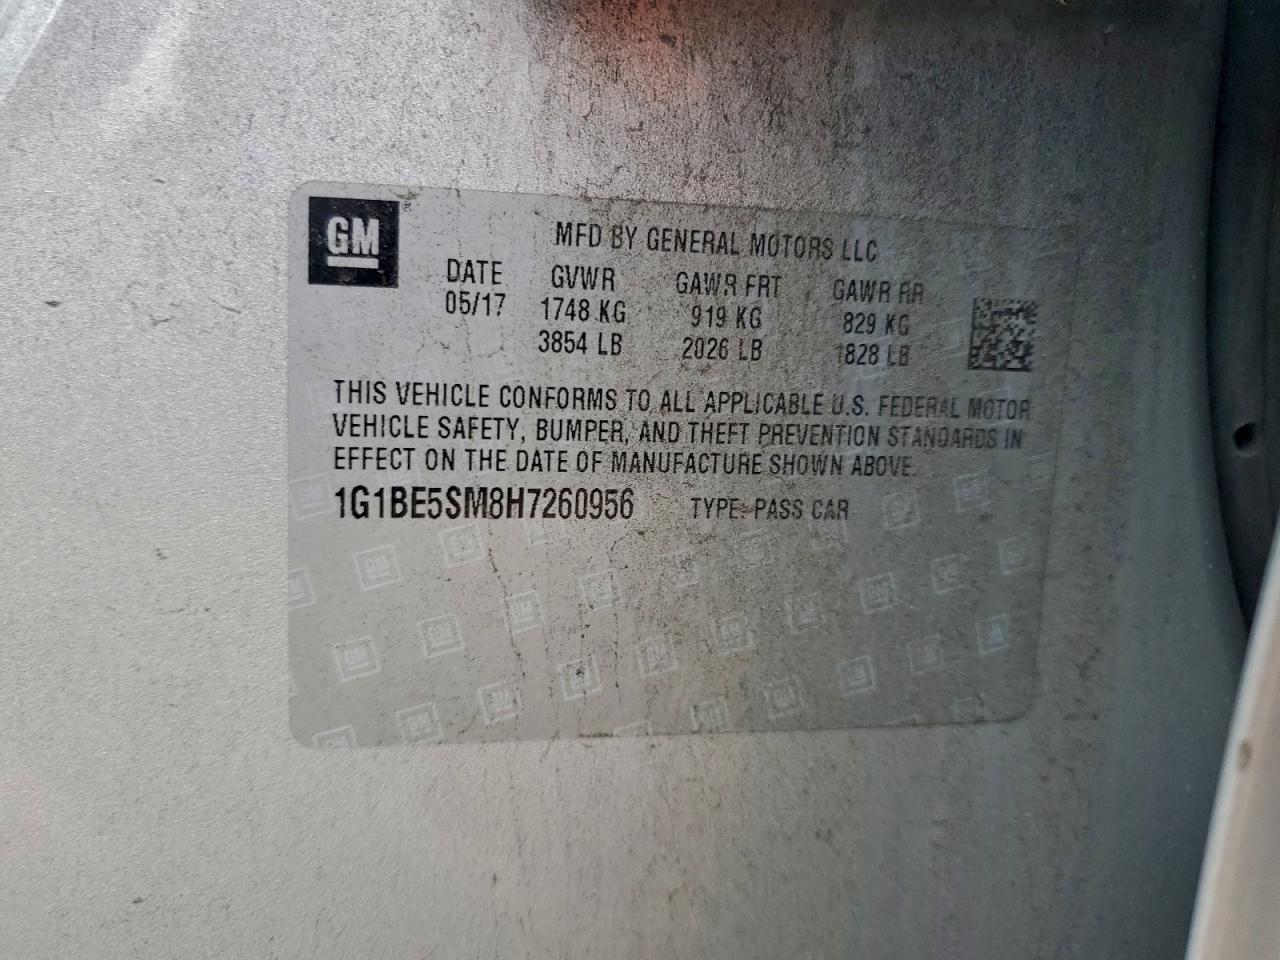 GM®
MFD BY GENERAL MOTORS LLC
DATE GVWR GAWR FRT GAWR RR
05/17 1748 KG 919 KG 829 KG
3854 LB 2026 LB 1828 LB
THIS VEHICLE CONFORMS TO ALL APPLICABLE U.S. FEDERAL MOTOR
VEHICLE SAFETY, BUMPER, AND THEFT PREVENTION STANDARDS IN
EFFECT ON THE DATE OF MANUFACTURE SHOWN ABOVE.
1G1BE5SM8H7260956 TYPE: PASS CAR